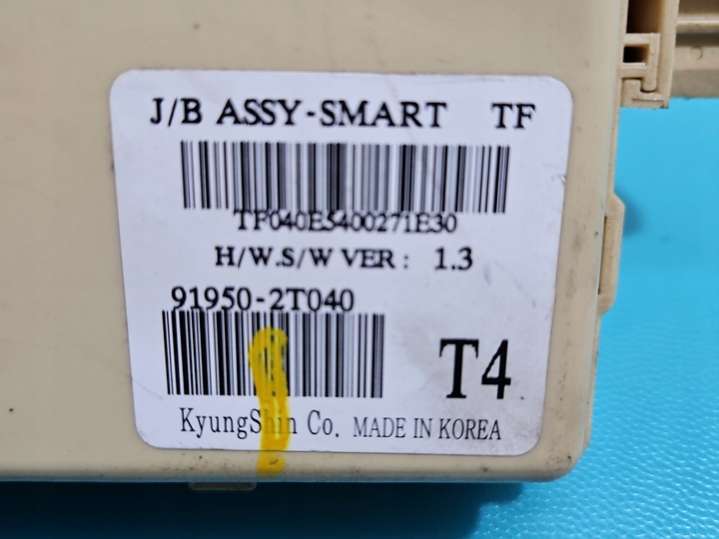 J/B ASSY-SMART TF
TF040E5400271E30
H/W.S/W VER : 1.3
91950-2T040
T4
KyungShin Co. MADE IN KOREA